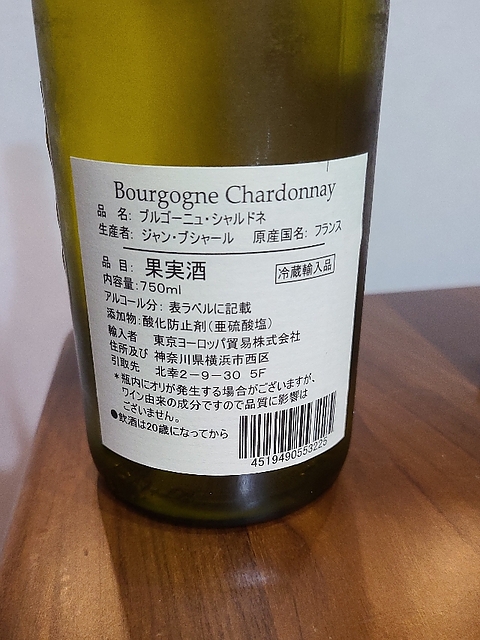 Bourgogne Chardonnay
品 名: ブルゴーニュ・シャルドネ
生産者: ジャン・ブシャール 原産国名: フランス
品目: 果実酒 冷蔵輸入品
内容量:750ml
アルコール分: 表ラベルに記載
添加物:酸化防止剤(亜硫酸塩)
輸入者 東京ヨーロッパ貿易株式会社
住所及び 神奈川県横浜市西区
引取先 北幸2-9-30 5F
*瓶内にオリが発生する場合がございますが、
ワイン由来の成分ですので品質に影響は
ございません。
●飲酒は20歳になってから
4519490553225